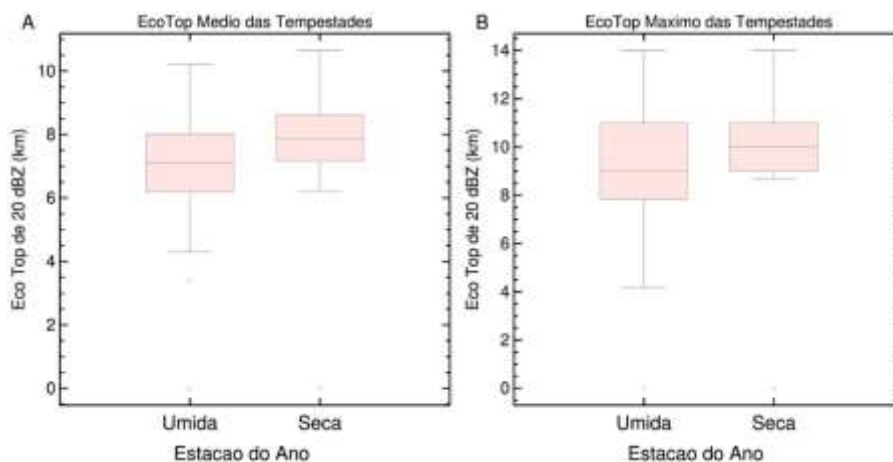 A
EcoTop Medio das Tempestades
Eco Top de 20 dBZ (km)
10
8
6
4
2
0
Umida
Seca
Estacao do Ano
B
EcoTop Maximo das Tempestades
Eco Top de 20 dBZ (km)
14
12
10
8
6
4
2
0
Umida
Seca
Estacao do Ano